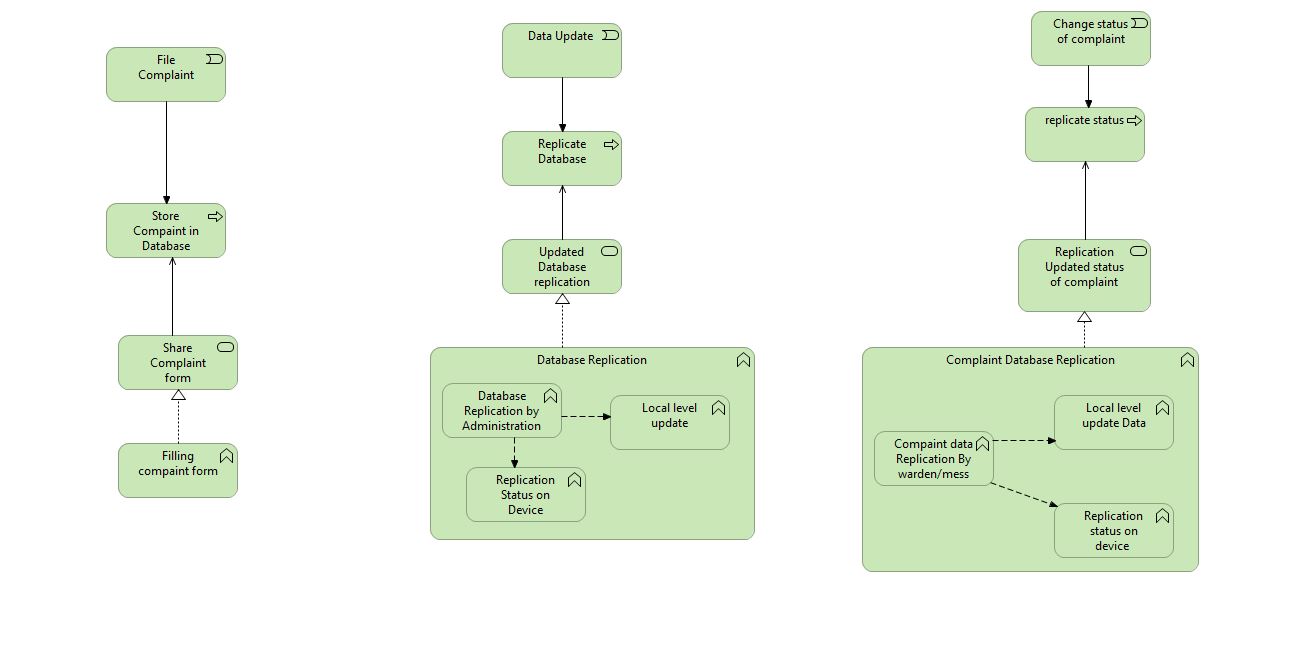 File
Complaint
Store
Compaint in
Database
Share
Complaint
form
Filling
compaint form
Data Update
Replicate
Database
Updated
Database
replication
Database Replication
Database
Replication by
Administration
Local level
update
Replication
Status on
Device
Change status
of complaint
replicate status
Replication
Updated status
of complaint
Complaint Database Replication
Compaint data
Replication By
warden/mess
Local level
update Data
Replication
status on
device